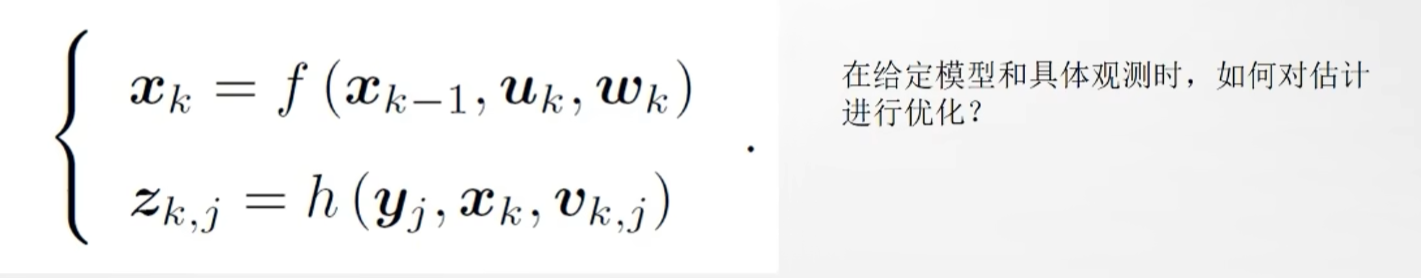 x_k = f (x_{k-1}, u_k, w_k)
z_{k,j} = h (y_j, x_k, v_{k,j})
.
在给定模型和具体观测时，如何对估计
进行优化？